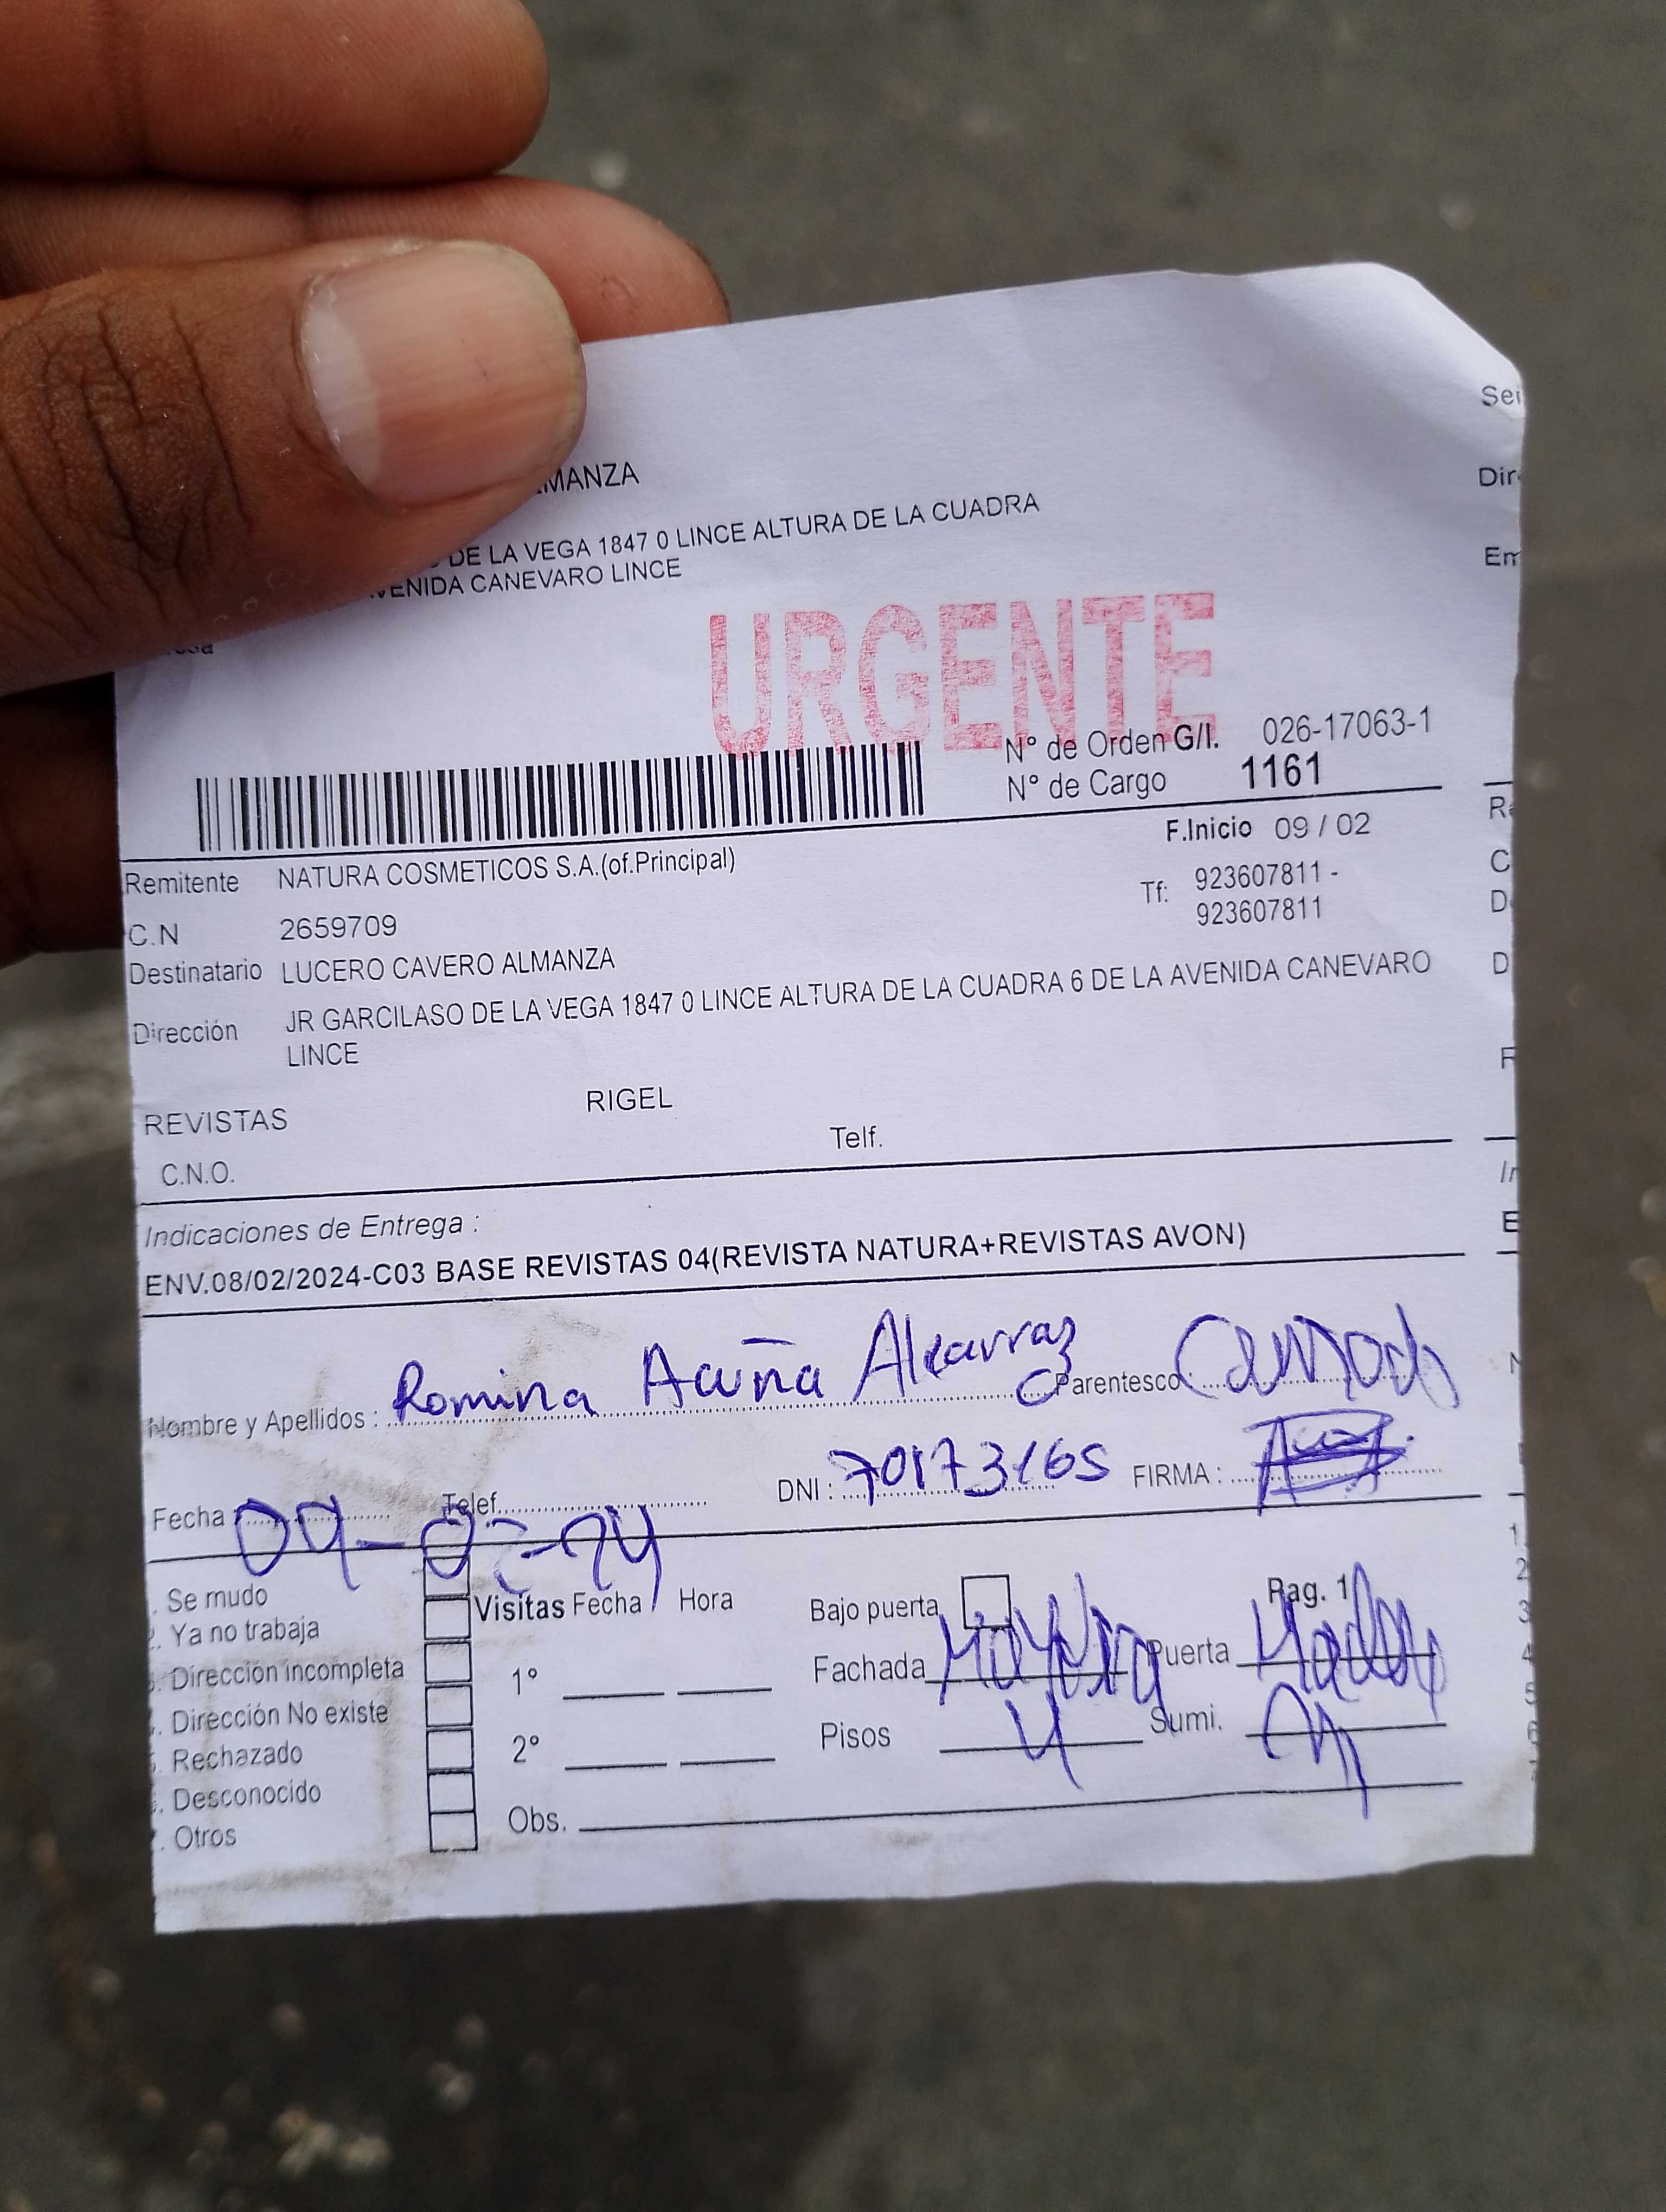 ALMANZA
DE LA VEGA 1847 0 LINCE ALTURA DE LA CUADRA
AVENIDA CANEVARO LINCE
URGENTE
N° de Orden G/I. 026-17063-1
N° de Cargo 1161
F.Inicio 09 / 02
Remitente NATURA COSMETICOS S.A.(of.Principal)
Tf: 923607811 -
923607811
C.N 2659709
Destinatario LUCERO CAVERO ALMANZA
Dirección JR GARCILASO DE LA VEGA 1847 0 LINCE ALTURA DE LA CUADRA 6 DE LA AVENIDA CANEVARO
LINCE
REVISTAS RIGEL
Telf.
C.N.O.
Indicaciones de Entrega :
ENV.08/02/2024-C03 BASE REVISTAS 04(REVISTA NATURA+REVISTAS AVON)
Nombre y Apellidos : Romina Acuña Alcarraz Parentesco :
Fecha 09-02-24 Telef. DNI : 70173165 FIRMA :
Se mudo
Ya no trabaja
Dirección incompleta
Dirección No existe
Rechazado
Desconocido
Otros
Visitas Fecha Hora
1°
2°
Obs.
Bajo puerta Pag. 1
Fachada Puerta
Pisos 4 Sumi.